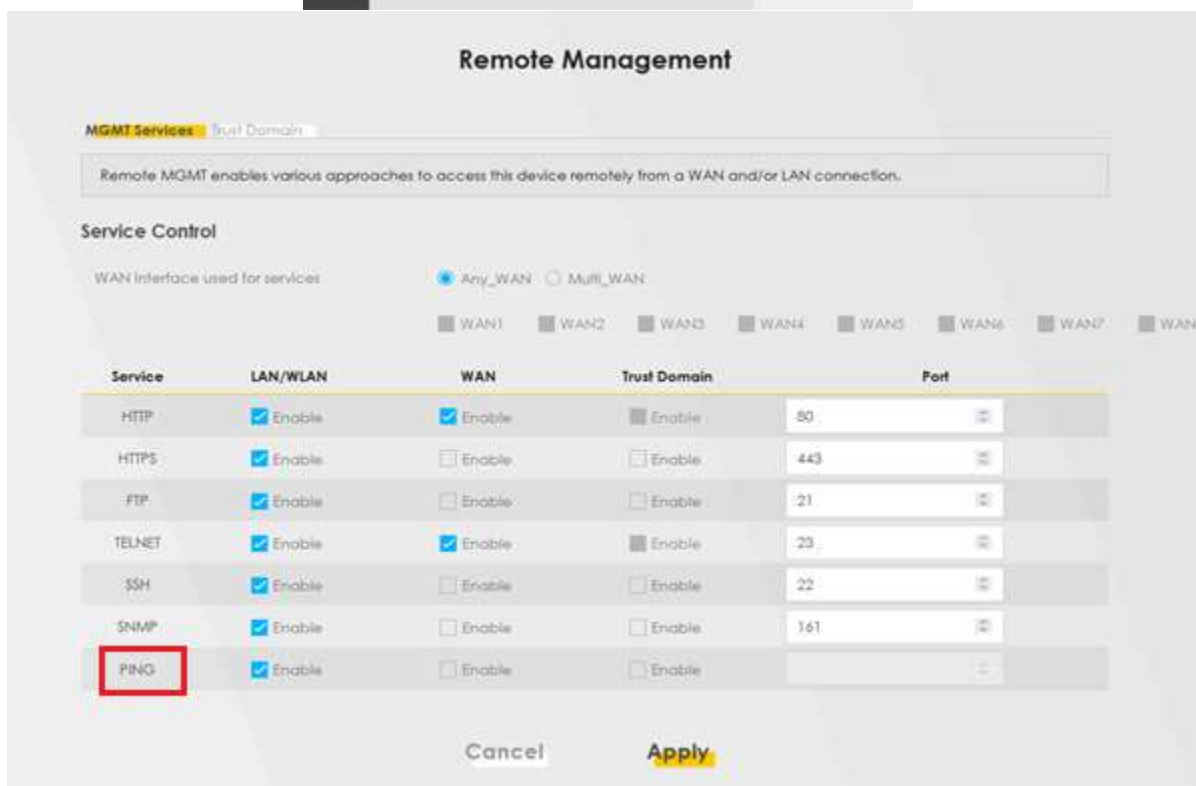 Remote Management
MGMT Services Trust Domain
Remote MGMT enables various approaches to access this device remotely from a WAN and/or LAN connection.
Service Control
WAN Interface used for services Any_WAN Multi_WAN
WAN1 WAN2 WAN3 WAN4 WAN5 WAN6 WAN7 WAN
Service LAN/WLAN WAN Trust Domain Port
HTTP Enable Enable Enable 80
HTTPS Enable Enable Enable 443
FTP Enable Enable Enable 21
TELNET Enable Enable Enable 23
SSH Enable Enable Enable 22
SNMP Enable Enable Enable 161
PING Enable Enable Enable
Cancel Apply